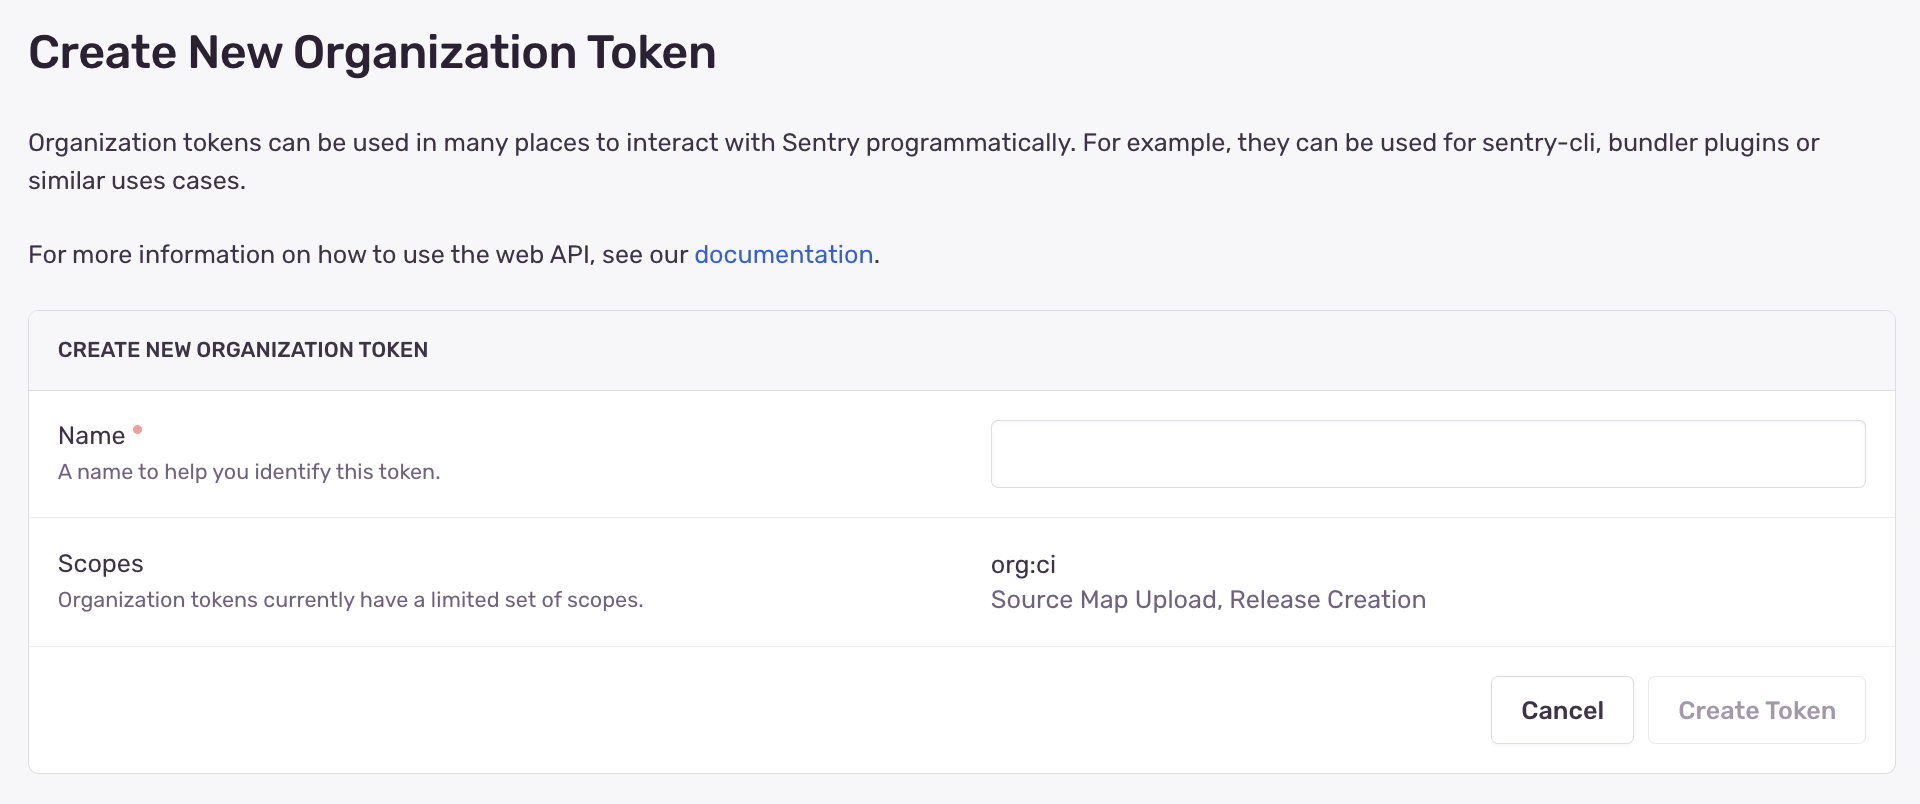 Create New Organization Token
Organization tokens can be used in many places to interact with Sentry programmatically. For example, they can be used for sentry-cli, bundler plugins or
similar uses cases.
For more information on how to use the web API, see our documentation.
CREATE NEW ORGANIZATION TOKEN
Name
A name to help you identify this token.
Scopes
Organization tokens currently have a limited set of scopes.
org:ci
Source Map Upload, Release Creation
Cancel
Create Token